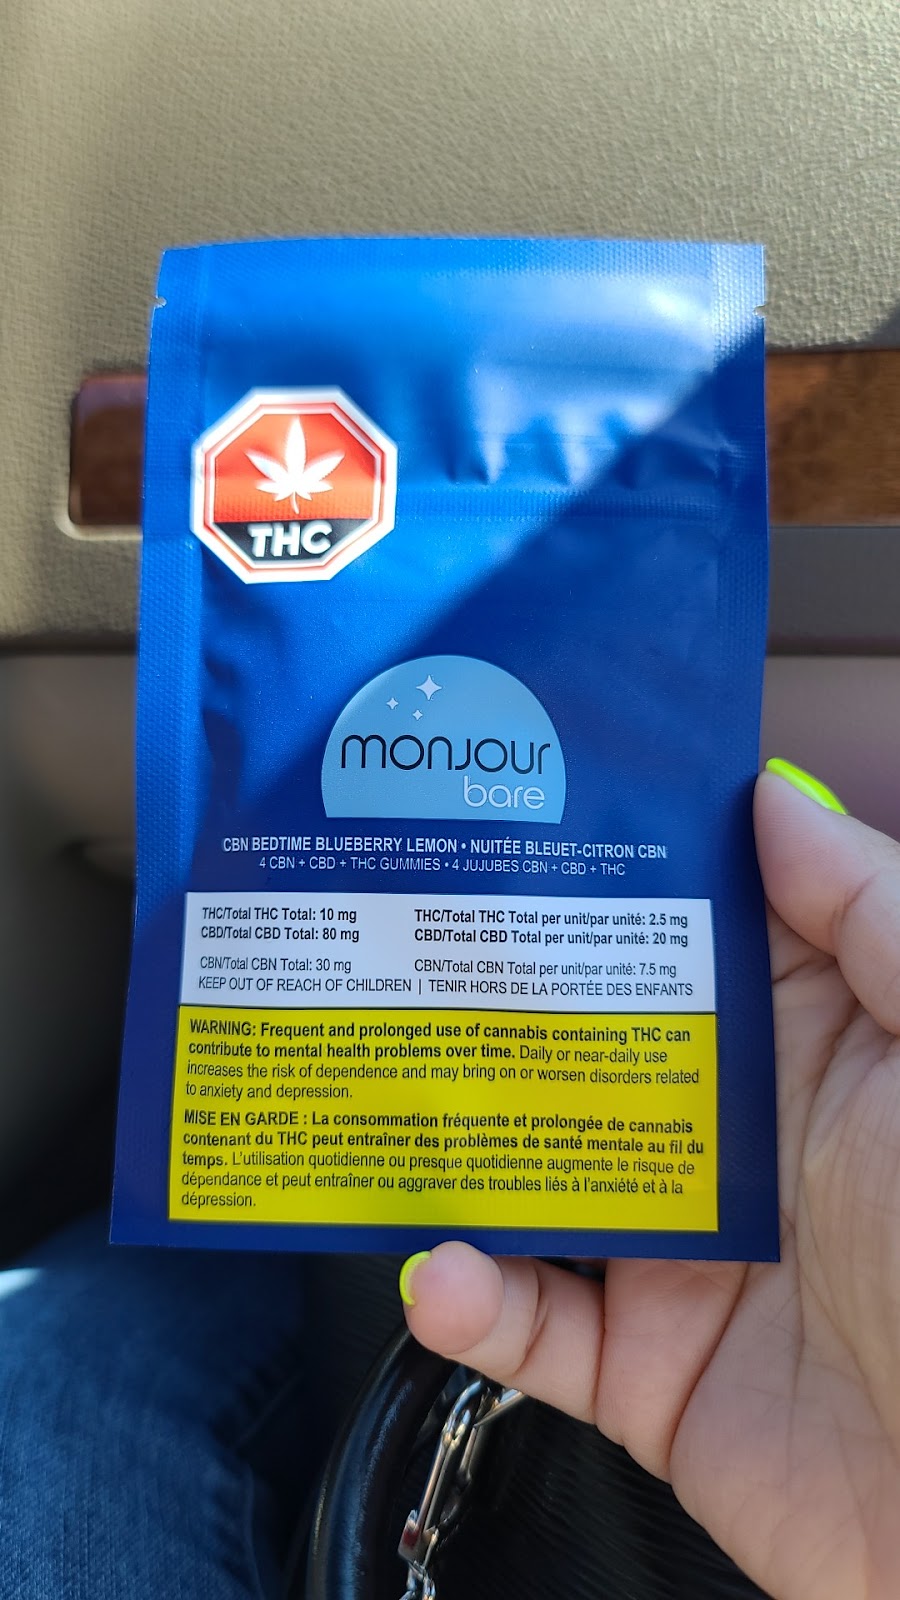 THC
monjour
bare
CBN BEDTIME BLUEBERRY LEMON • NUITÉE BLEUET-CITRON CBN
4 CBN + CBD + THC GUMMIES • 4 JUJUBES CBN + CBD + THC
THC/Total THC Total: 10 mg
CBD/Total CBD Total: 80 mg
CBN/Total CBN Total: 30 mg
THC/Total THC Total per unit/par unité: 2.5 mg
CBD/Total CBD Total per unit/par unité: 20 mg
CBN/Total CBN Total per unit/par unité: 7.5 mg
KEEP OUT OF REACH OF CHILDREN | TENIR HORS DE LA PORTÉE DES ENFANTS
WARNING: Frequent and prolonged use of cannabis containing THC can
contribute to mental health problems over time. Daily or near-daily use
increases the risk of dependence and may bring on or worsen disorders related
to anxiety and depression.
MISE EN GARDE : La consommation fréquente et prolongée de cannabis
contenant du THC peut entraîner des problèmes de santé mentale au fil du
temps. L'utilisation quotidienne ou presque quotidienne augmente le risque de
dépendance et peut entraîner ou aggraver des troubles liés à l'anxiété et à la
dépression.